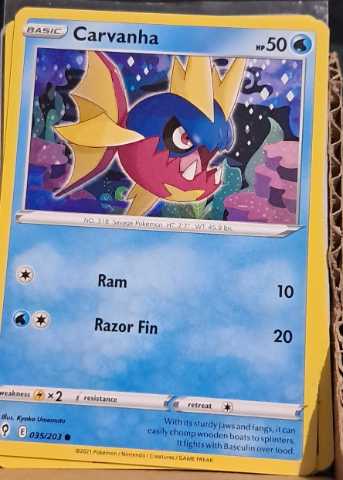 BASIC Carvanha HP 50
NO. 318 Savage Pokémon HT: 2'7" WT: 45.9 lbs.
Ram 10
Razor Fin 20
weakness ×2 resistance retreat
Illus. Kyoko Umemoto
With its sturdy jaws and fangs, it can
easily chomp wooden boats to splinters.
It fights with Basculin over food.
E 035/203
©2021 Pokémon / Nintendo / Creatures / GAME FREAK